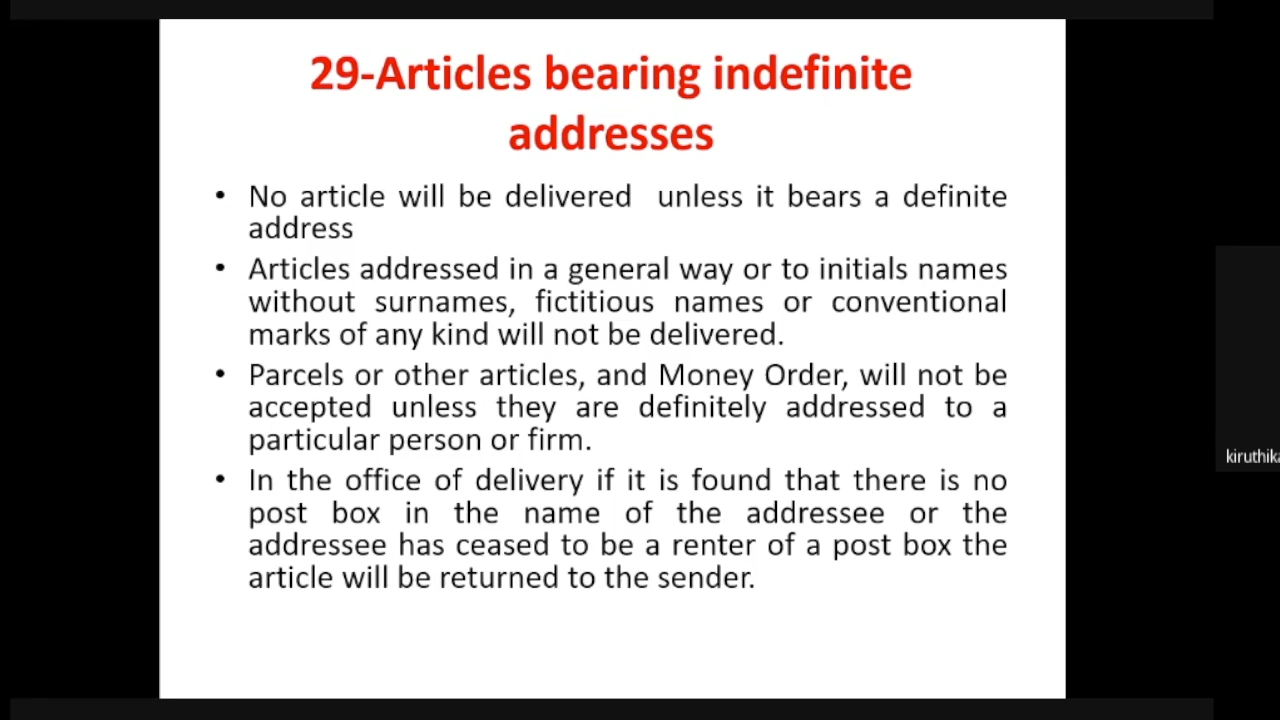 29-Articles bearing indefinite
addresses
• No article will be delivered unless it bears a definite
address
• Articles addressed in a general way or to initials names
without surnames, fictitious names or conventional
marks of any kind will not be delivered.
• Parcels or other articles, and Money Order, will not be
accepted unless they are definitely addressed to a
particular person or firm.
• In the office of delivery if it is found that there is no
post box in the name of the addressee or the
addressee has ceased to be a renter of a post box the
article will be returned to the sender.
kiruthika